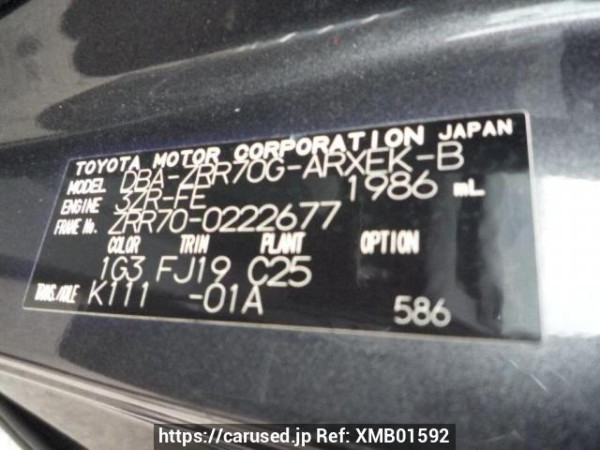 TOYOTA MOTOR CORPORATION JAPAN
MODEL DBA-ZRR70G-ARXEK-B
ENGINE 3ZR-FE 1986 mL
FRAME No. ZRR70-0222677
COLOR TRIM PLANT OPTION
1G3 FJ19 C25
TRANS./AXLE K111 -01A 586
https://carused.jp Ref: XMB01592